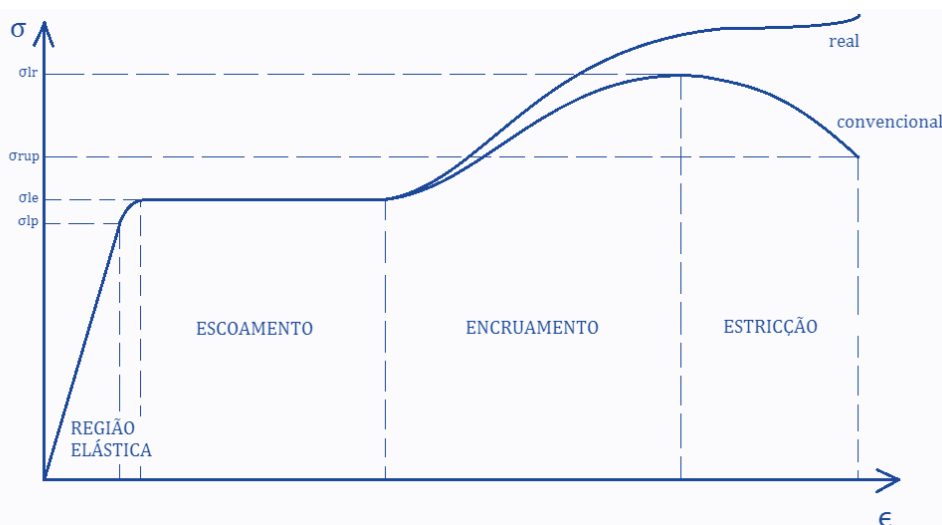 σ
real
σlr
convencional
σrup
σle
σlp
ESCOAMENTO
ENCRUAMENTO
ESTRICÇÃO
REGIÃO
ELÁSTICA
ϵ